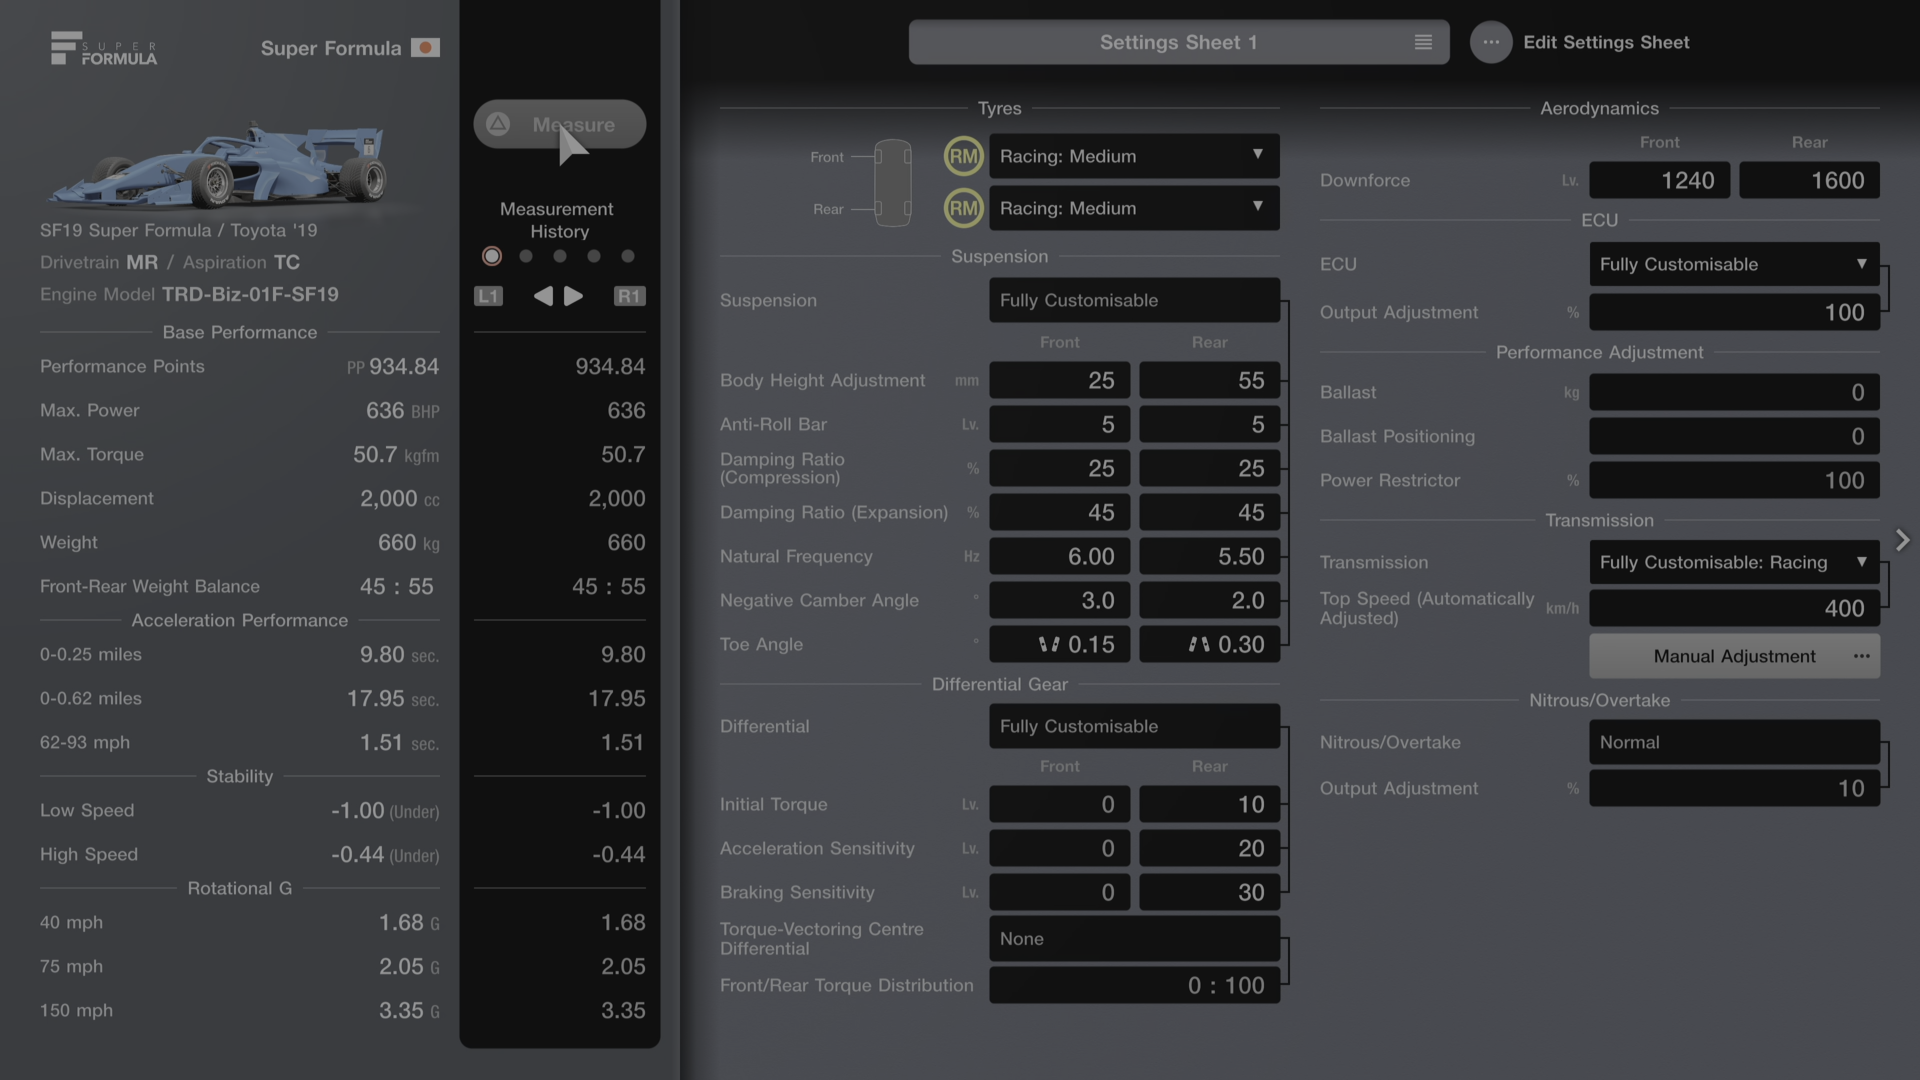 SUPER
FORMULA
Super Formula
SF19 Super Formula / Toyota '19
Drivetrain MR / Aspiration TC
Engine Model TRD-Biz-01F-SF19
Base Performance
Performance Points PP 934.84
Max. Power 636 BHP
Max. Torque 50.7 kgfm
Displacement 2,000 cc
Weight 660 kg
Front-Rear Weight Balance 45 : 55
Acceleration Performance
0-0.25 miles 9.80 sec.
0-0.62 miles 17.95 sec.
62-93 mph 1.51 sec.
Stability
Low Speed -1.00 (Under)
High Speed -0.44 (Under)
Rotational G
40 mph 1.68 G
75 mph 2.05 G
150 mph 3.35 G
Measure
Measurement
History
L1 R1
934.84
636
50.7
2,000
660
45 : 55
9.80
17.95
1.51
-1.00
-0.44
1.68
2.05
3.35
Settings Sheet 1
Edit Settings Sheet
Tyres
Front RM Racing: Medium
Rear RM Racing: Medium
Suspension
Suspension Fully Customisable
Front Rear
Body Height Adjustment mm 25 55
Anti-Roll Bar Lv. 5 5
Damping Ratio
(Compression) % 25 25
Damping Ratio (Expansion) % 45 45
Natural Frequency Hz 6.00 5.50
Negative Camber Angle ° 3.0 2.0
Toe Angle ° 0.15 0.30
Differential Gear
Differential Fully Customisable
Front Rear
Initial Torque Lv. 0 10
Acceleration Sensitivity Lv. 0 20
Braking Sensitivity Lv. 0 30
Torque-Vectoring Centre
Differential None
Front/Rear Torque Distribution 0 : 100
Aerodynamics
Front Rear
Downforce Lv. 1240 1600
ECU
ECU Fully Customisable
Output Adjustment % 100
Performance Adjustment
Ballast kg 0
Ballast Positioning 0
Power Restrictor % 100
Transmission
Transmission Fully Customisable: Racing
Top Speed (Automatically
Adjusted) km/h 400
Manual Adjustment
Nitrous/Overtake
Nitrous/Overtake Normal
Output Adjustment % 10